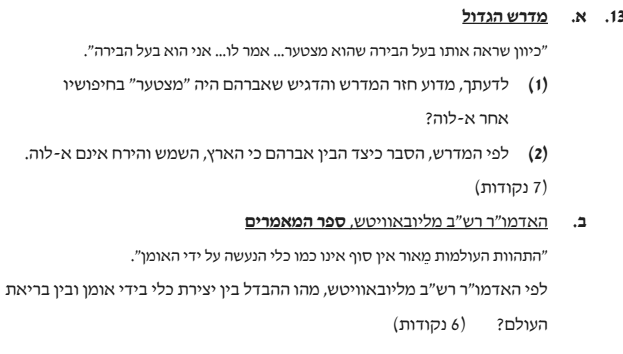 13. א. מדרש הגדול
"כיוון שראה אותו בעל הבירה שהוא מצטער... אמר לו... אני הוא בעל הבירה".
(1) לדעתך, מדוע חזר המדרש והדגיש שאברהם היה "מצטער" בחיפושיו
אחר א-לוה?
(2) לפי המדרש, הסבר כיצד הבין אברהם כי הארץ, השמש והירח אינם א-לוה.
(7 נקודות)
ב. האדמו"ר רש"ב מליובאוויטש, ספר המאמרים
"התהוות העולמות מֵאור אין סוף אינו כמו כלי הנעשה על ידי האומן".
לפי האדמו"ר רש"ב מליובאוויטש, מהו ההבדל בין יצירת כלי בידי אומן ובין בריאת
העולם? (6 נקודות)